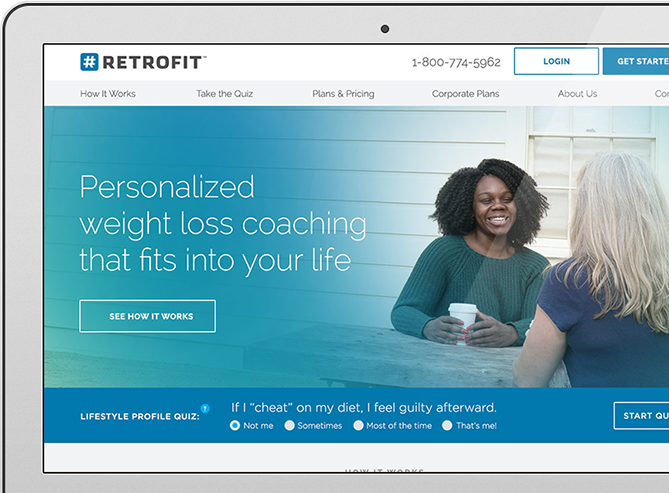 #RETROFIT™
1-800-774-5962
LOGIN
GET STARTE
How It Works
Take the Quiz
Plans & Pricing
Corporate Plans
About Us
Co
Personalized
weight loss coaching
that fits into your life
SEE HOW IT WORKS
LIFESTYLE PROFILE QUIZ:
If I "cheat" on my diet, I feel guilty afterward.
Not me
Sometimes
Most of the time
That's me!
START QU
HOW IT WORKS